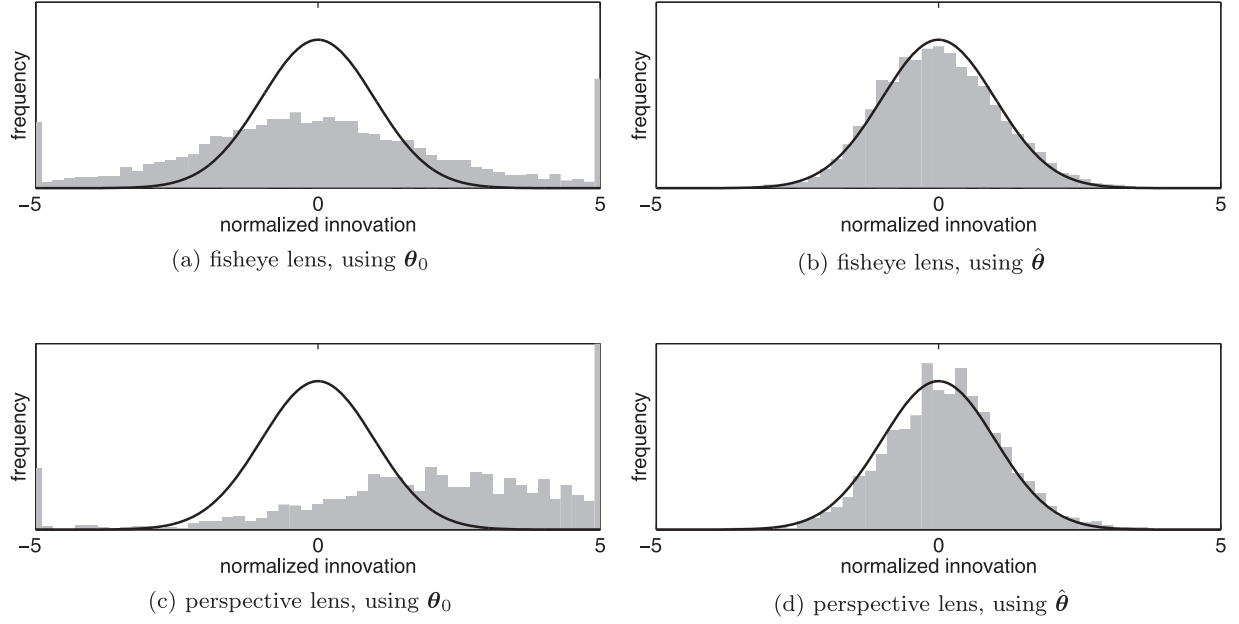 frequency
−5 0 5
normalized innovation
(a) fisheye lens, using θ₀
frequency
−5 0 5
normalized innovation
(b) fisheye lens, using θ̂
frequency
−5 0 5
normalized innovation
(c) perspective lens, using θ₀
frequency
−5 0 5
normalized innovation
(d) perspective lens, using θ̂